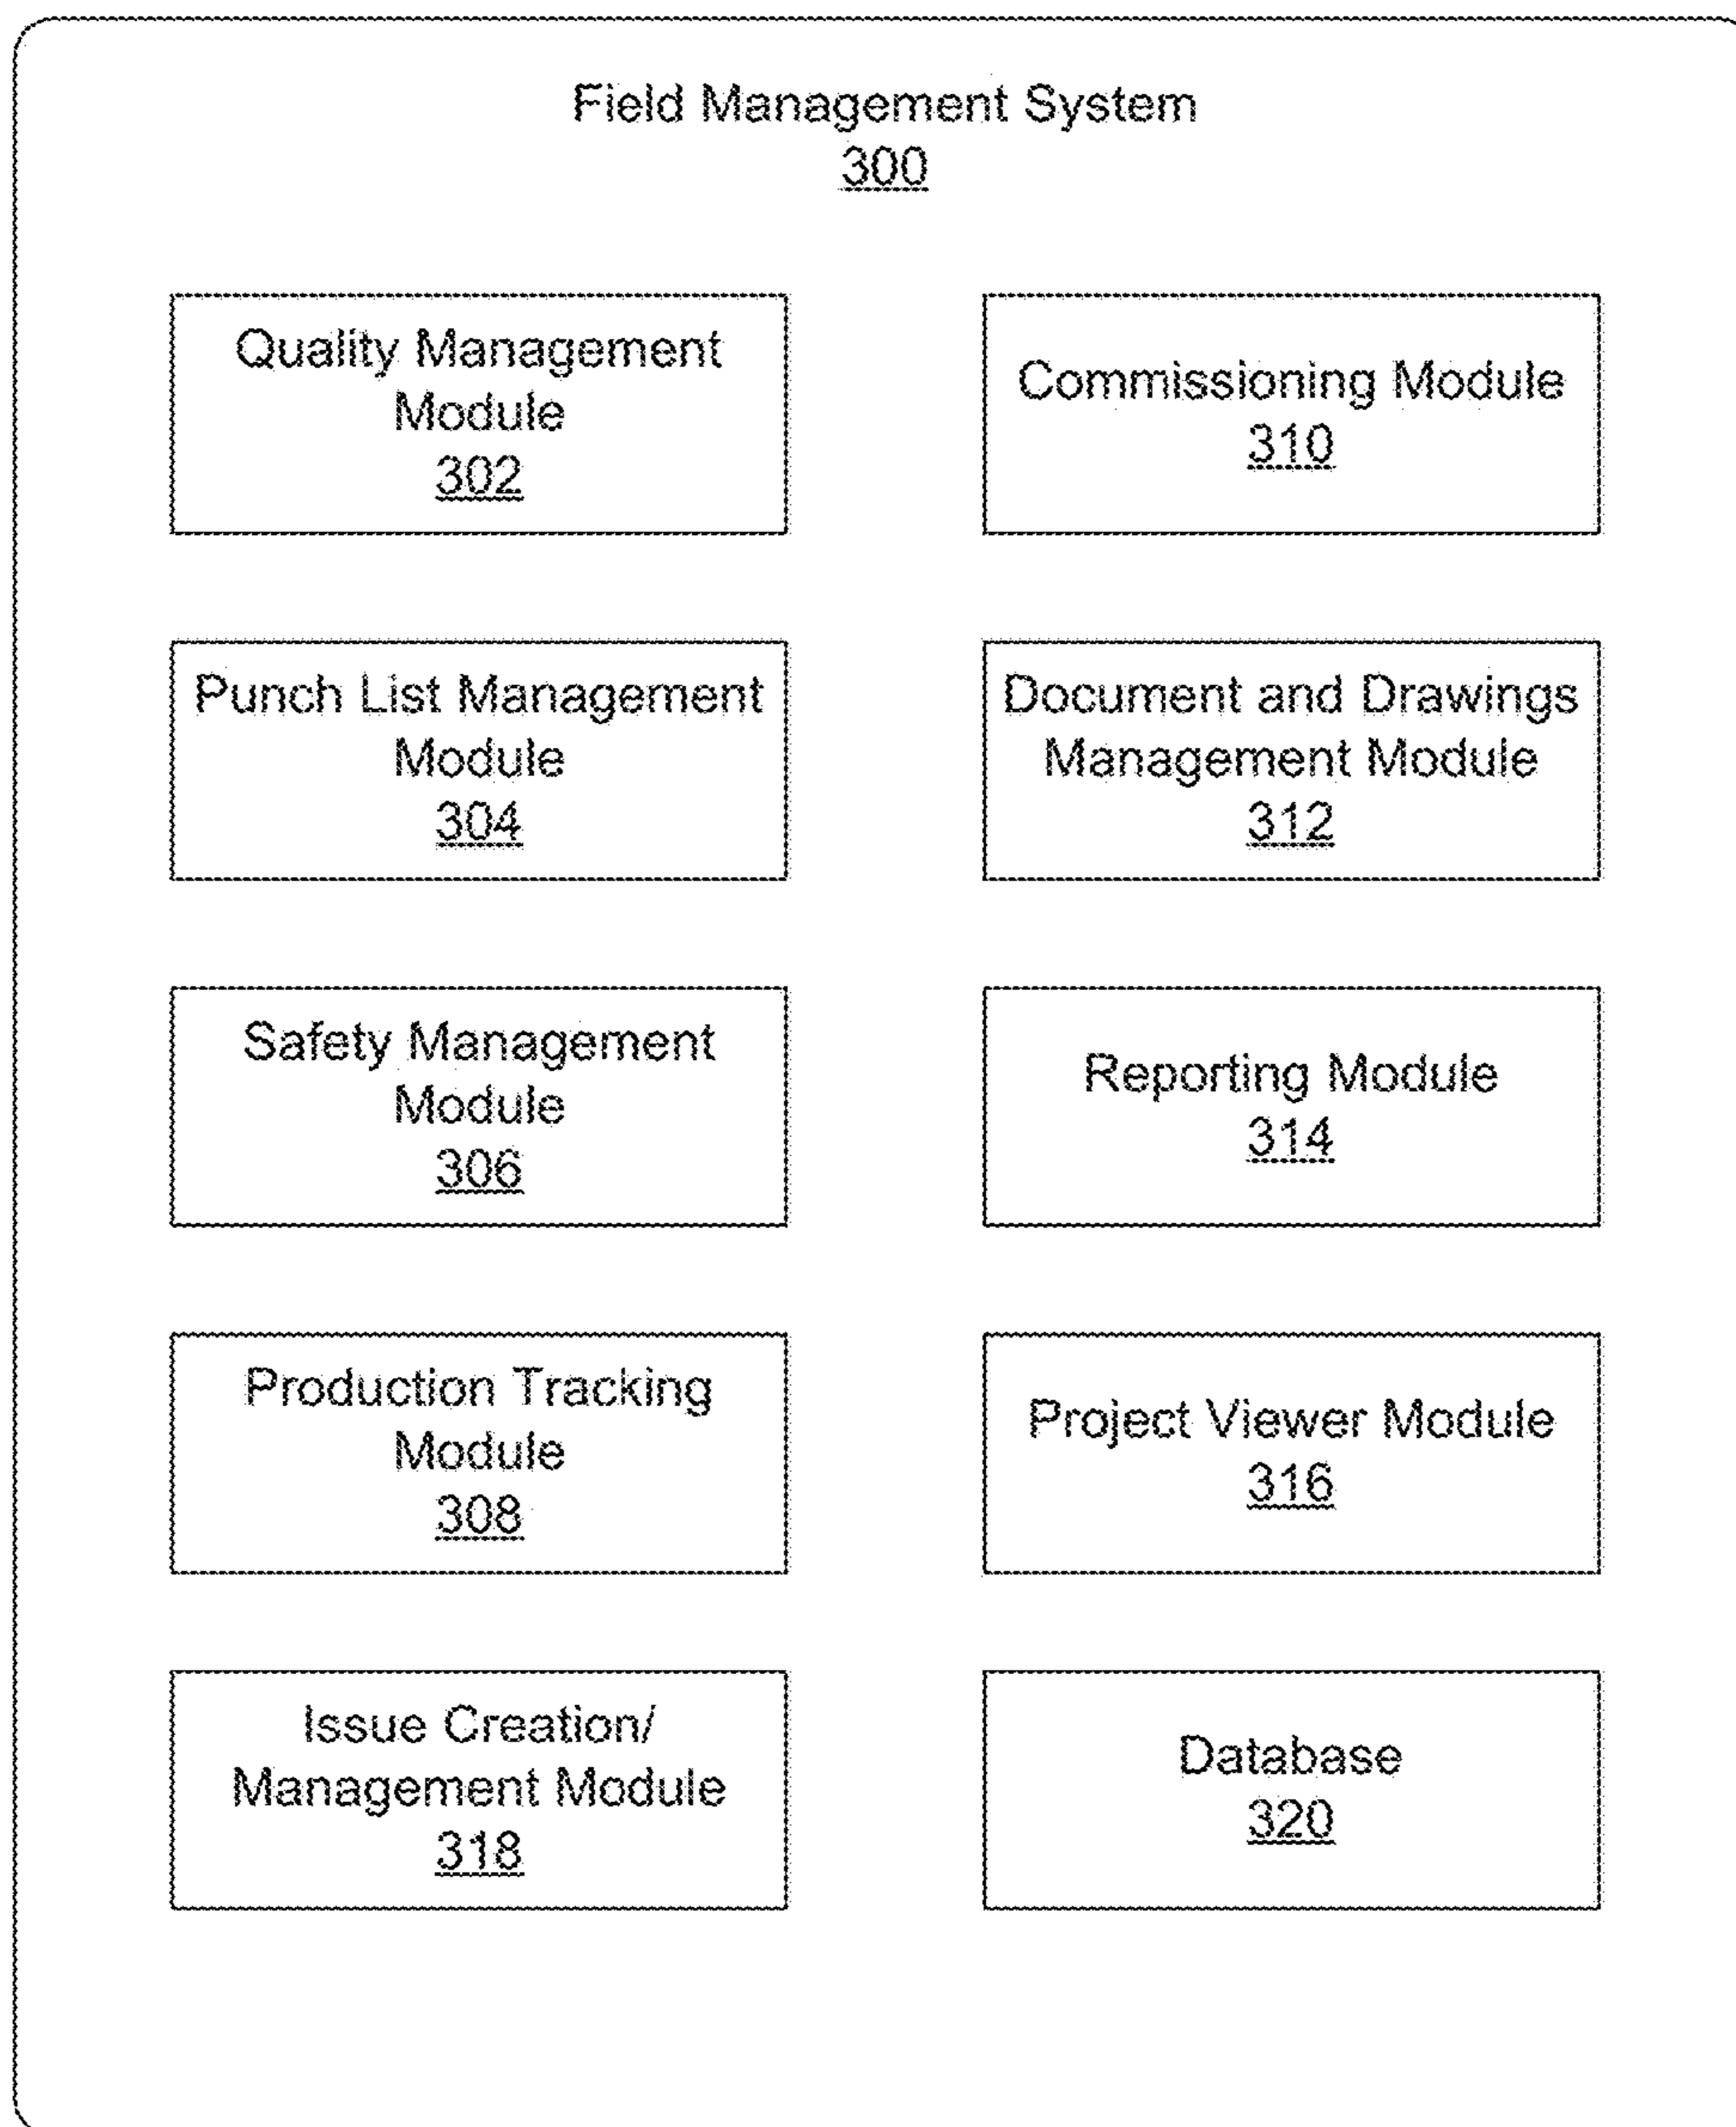 Field Management System
300
Quality Management
Module
302
Commissioning Module
310
Punch List Management
Module
304
Document and Drawings
Management Module
312
Safety Management
Module
306
Reporting Module
314
Production Tracking
Module
308
Project Viewer Module
316
Issue Creation/
Management Module
318
Database
320